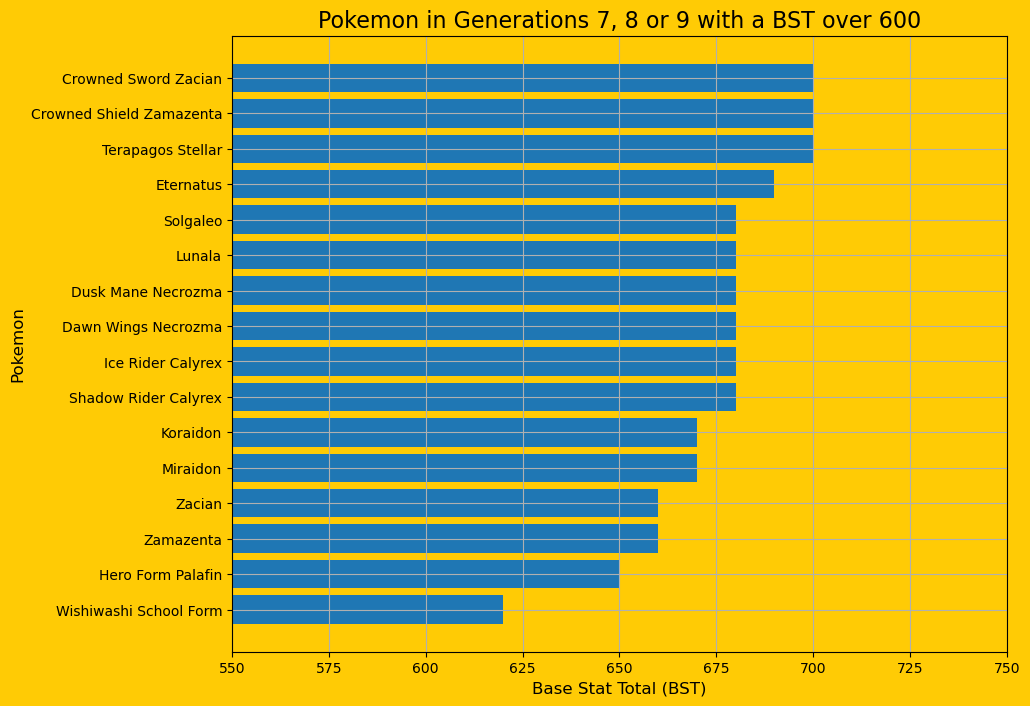 Pokemon in Generations 7, 8 or 9 with a BST over 600
Pokemon
Crowned Sword Zacian
Crowned Shield Zamazenta
Terapagos Stellar
Eternatus
Solgaleo
Lunala
Dusk Mane Necrozma
Dawn Wings Necrozma
Ice Rider Calyrex
Shadow Rider Calyrex
Koraidon
Miraidon
Zacian
Zamazenta
Hero Form Palafin
Wishiwashi School Form
550 575 600 625 650 675 700 725 750
Base Stat Total (BST)